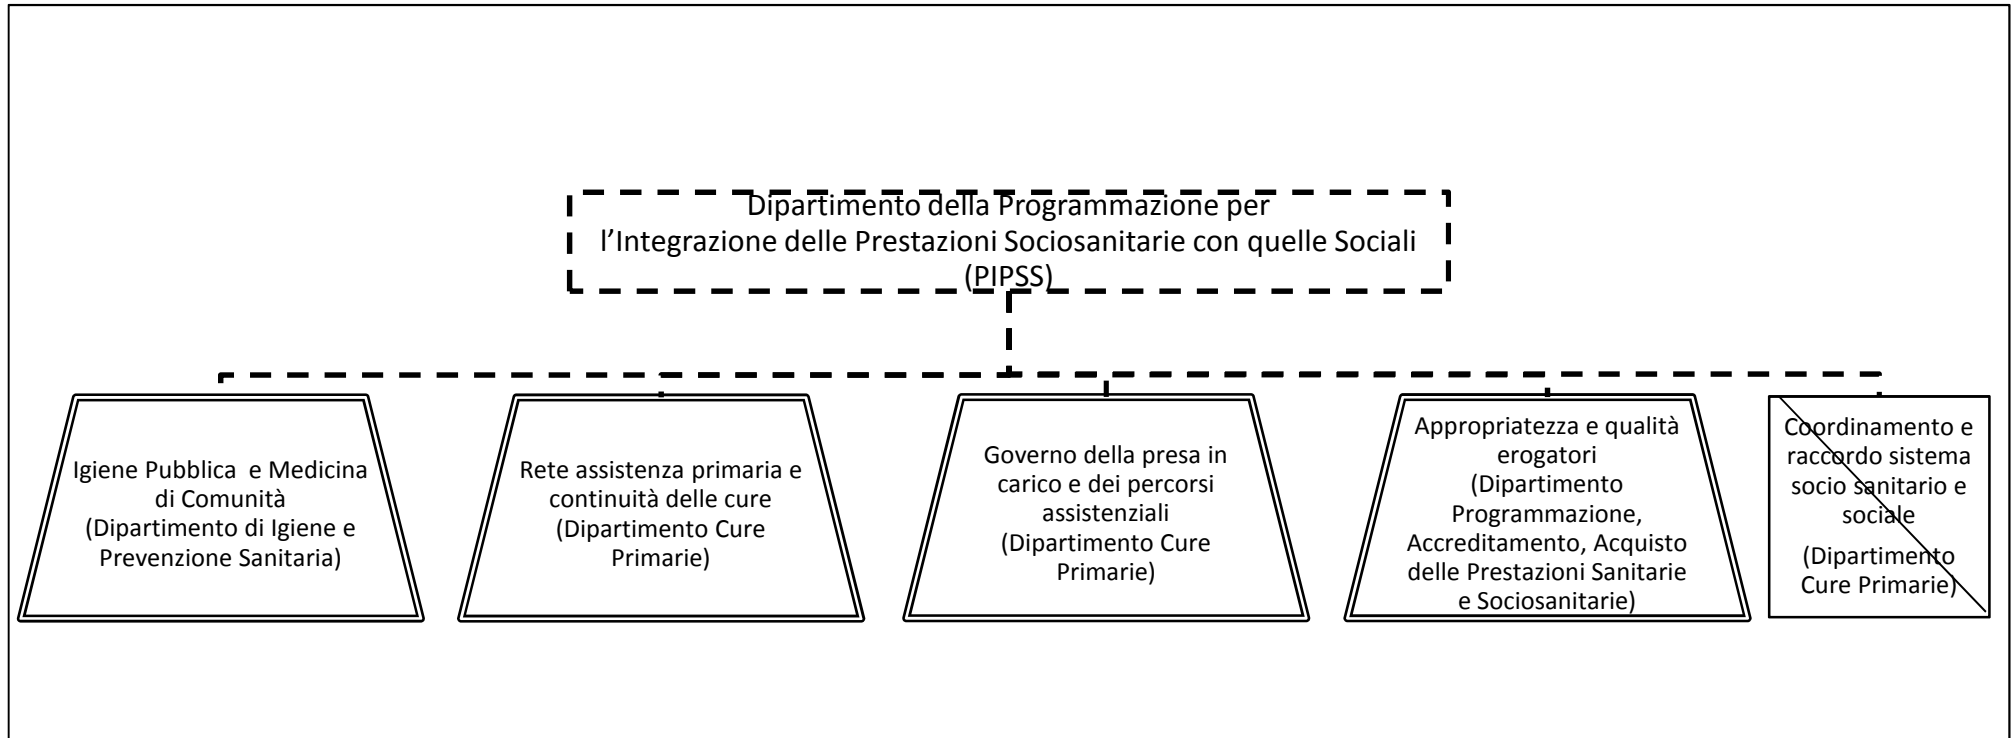 Dipartimento della Programmazione per
l'Integrazione delle Prestazioni Sociosanitarie con quelle Sociali
(PIPSS)
Igiene Pubblica e Medicina
di Comunità
(Dipartimento di Igiene e
Prevenzione Sanitaria)
Rete assistenza primaria e
continuità delle cure
(Dipartimento Cure
Primarie)
Governo della presa in
carico e dei percorsi
assistenziali
(Dipartimento Cure
Primarie)
Appropriatezza e qualità
erogatori
(Dipartimento
Programmazione,
Accreditamento, Acquisto
delle Prestazioni Sanitarie
e Sociosanitarie)
Coordinamento e
raccordo sistema
socio sanitario e
sociale
(Dipartimento
Cure Primarie)